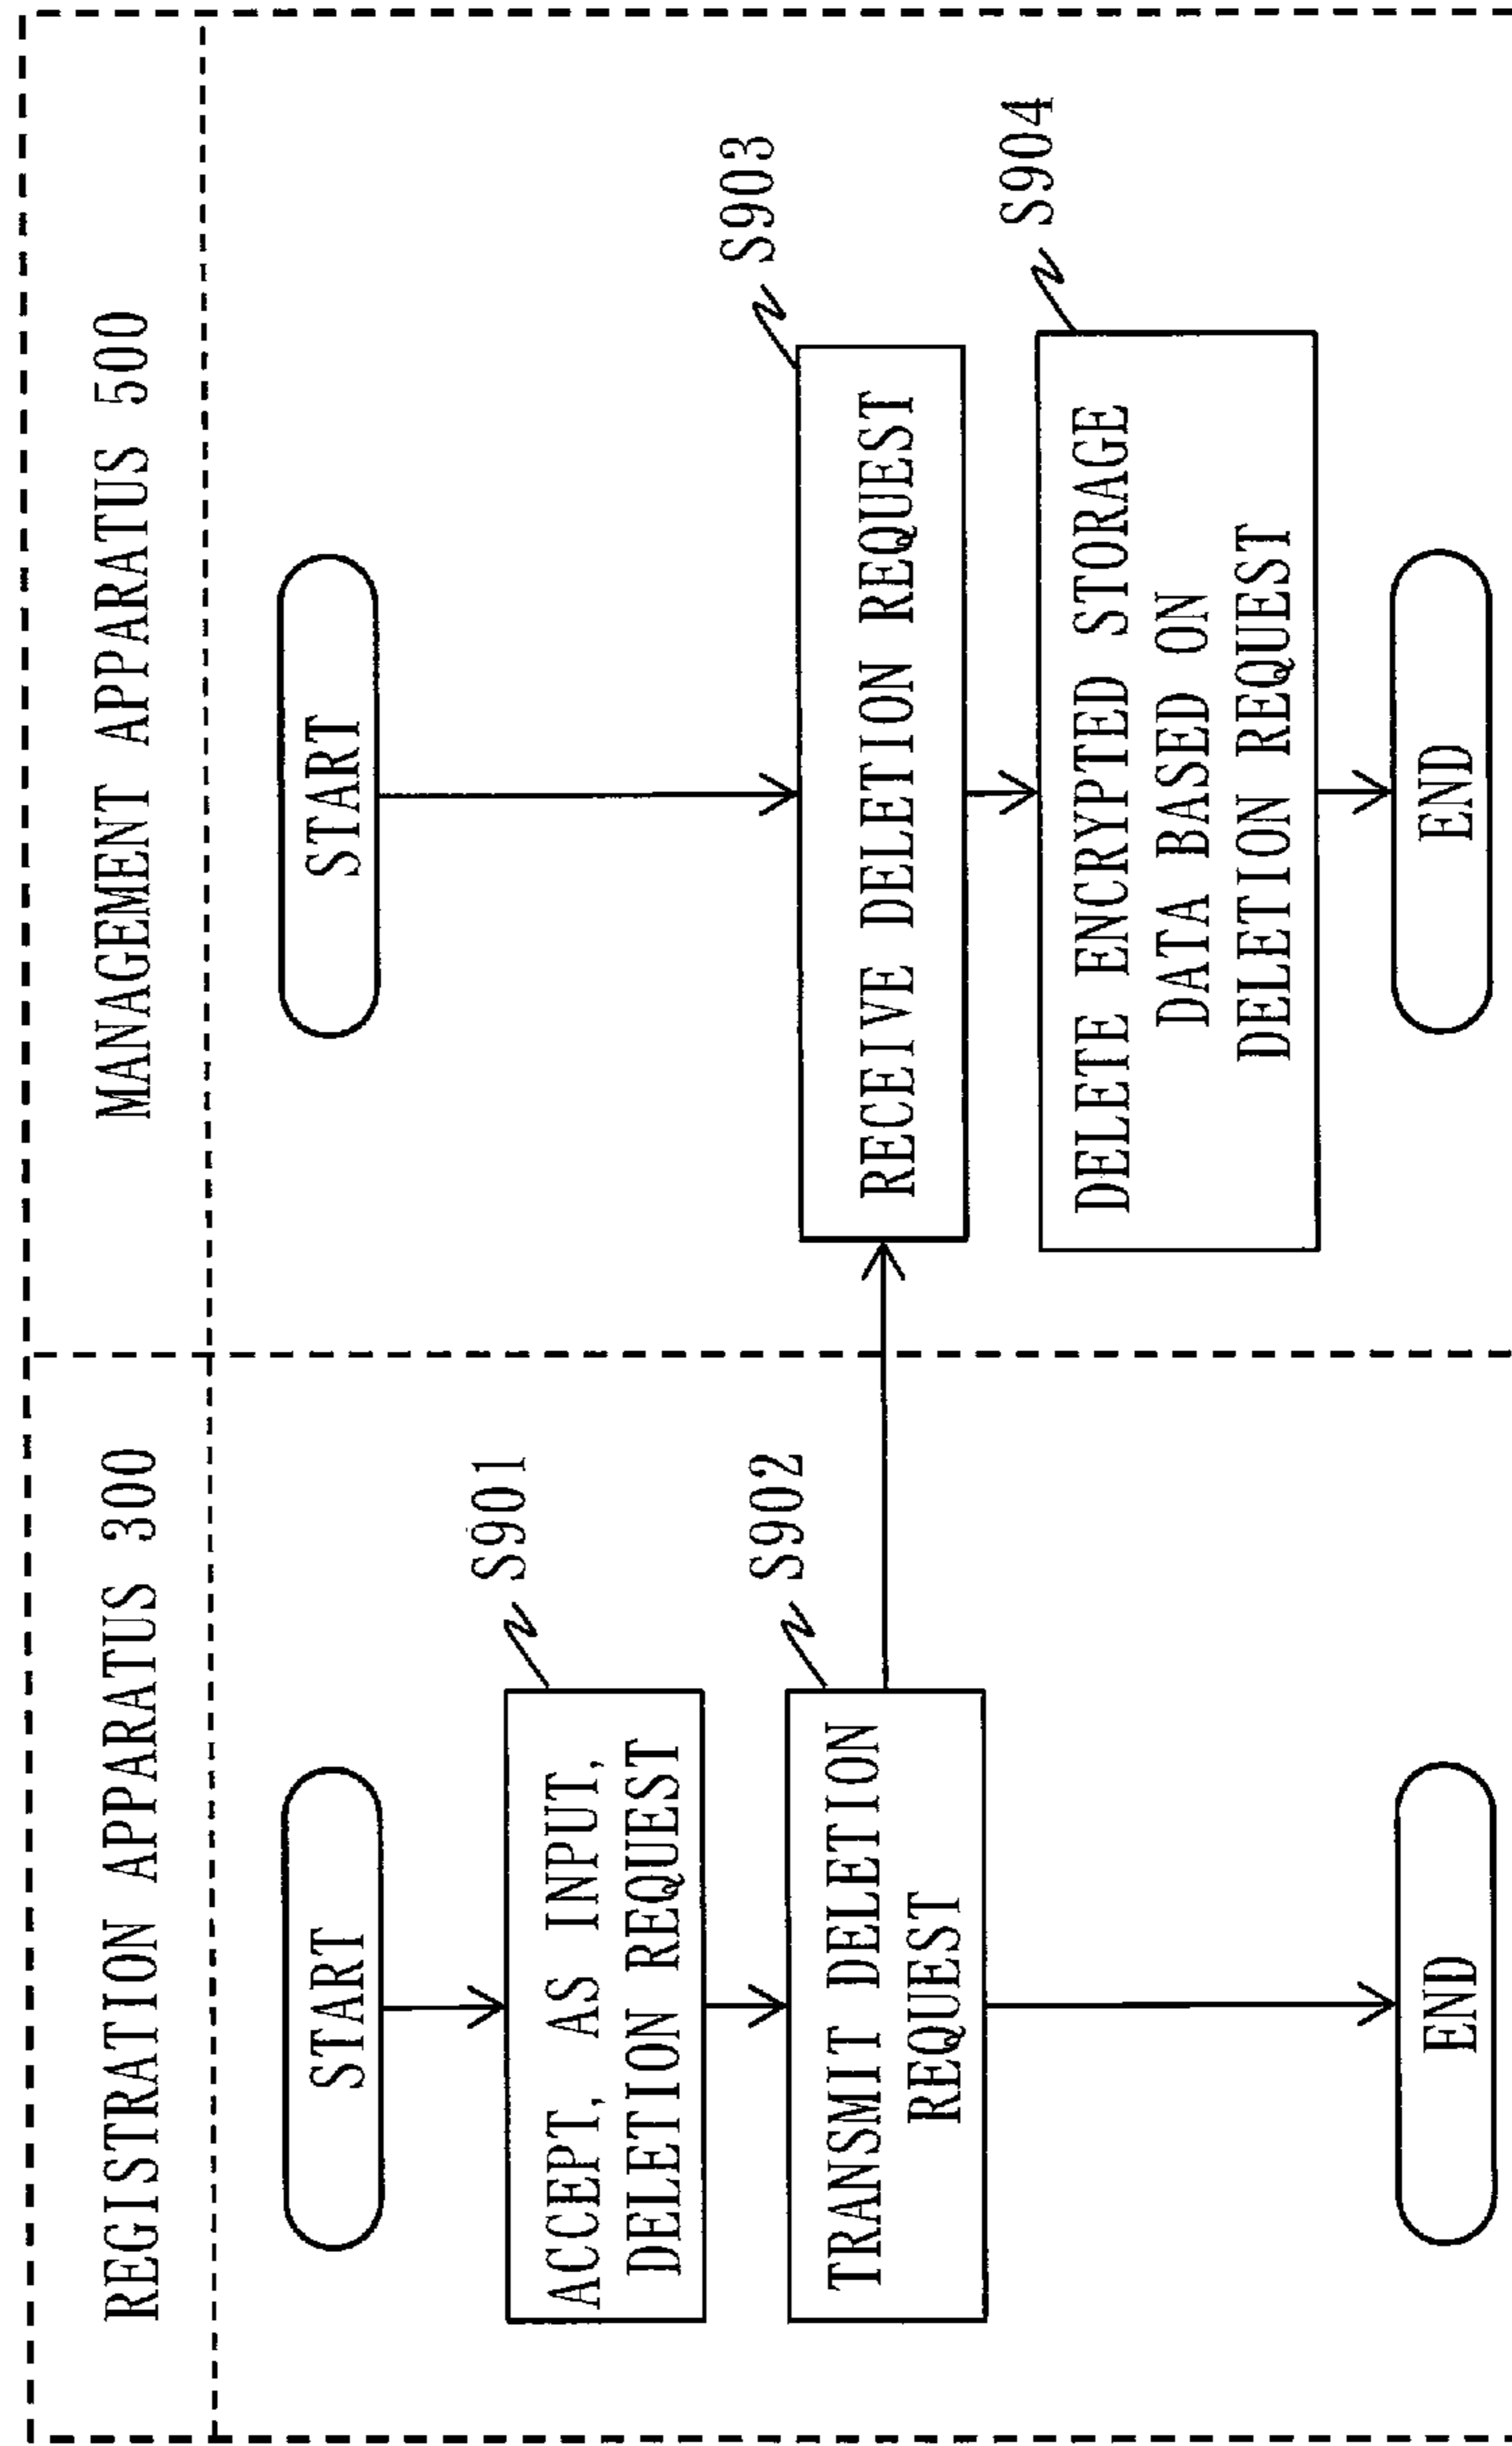 REGISTRATION APPARATUS 300
START
ACCEPT, AS INPUT,
DELETION REQUEST
S901
TRANSMIT DELETION
REQUEST
S902
END
MANAGEMENT APPARATUS 500
START
RECEIVE DELETION REQUEST
S903
DELETE ENCRYPTED STORAGE
DATA BASED ON
DELETION REQUEST
S904
END